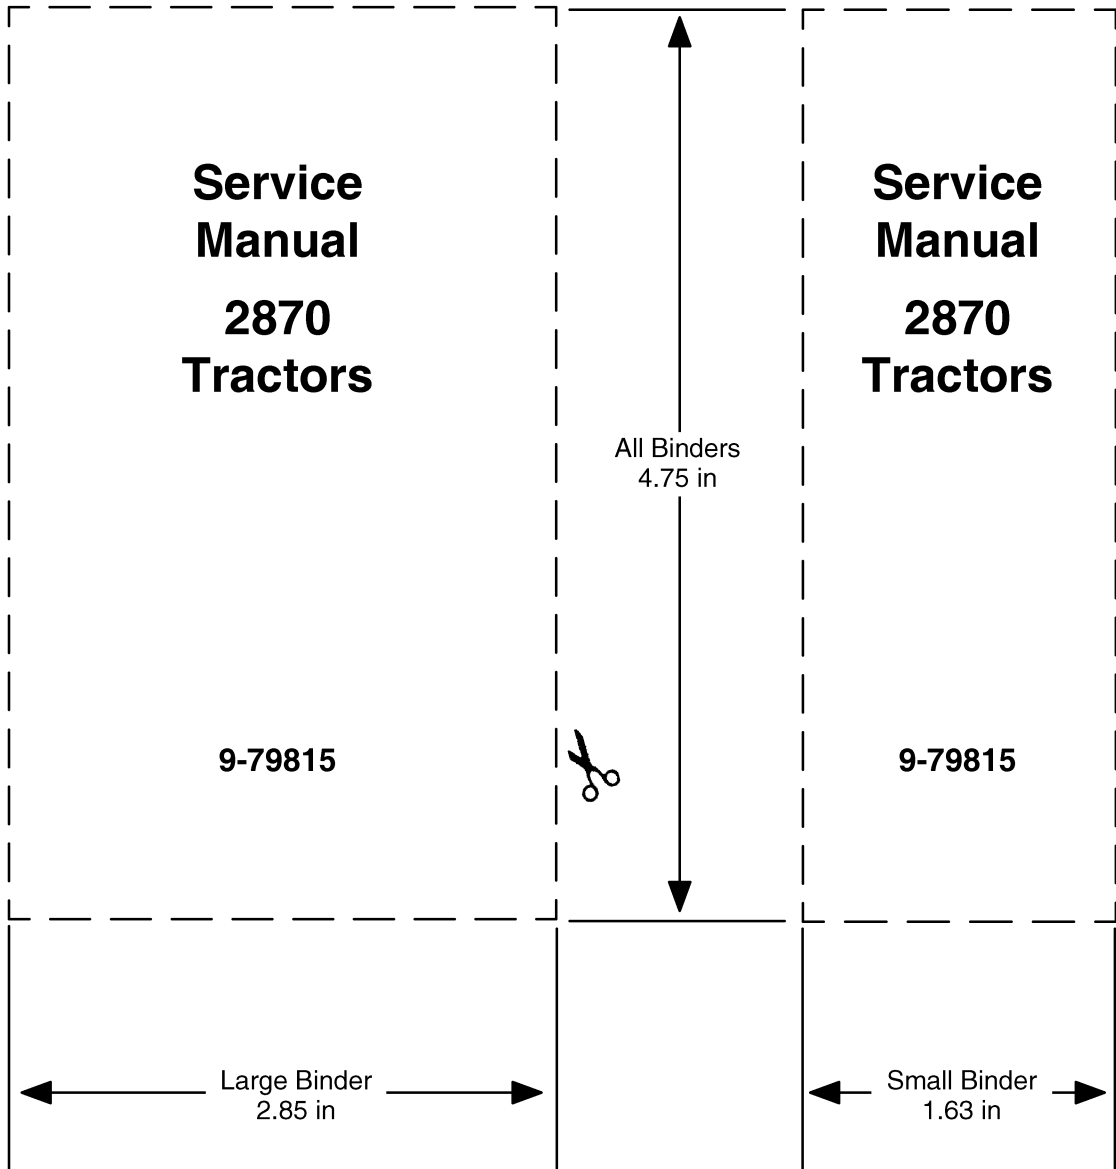 Service
Manual
2870
Tractors
9-79815
All Binders
4.75 in
Service
Manual
2870
Tractors
9-79815
Large Binder
2.85 in
Small Binder
1.63 in